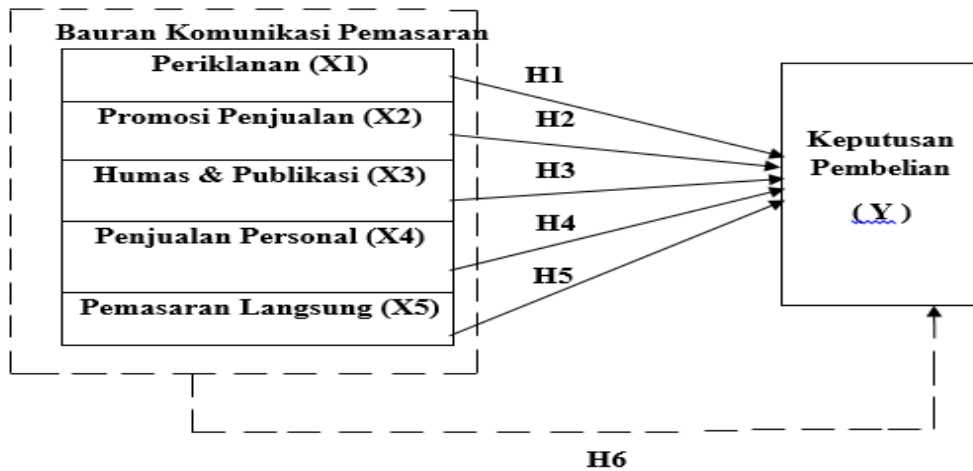 Bauran Komunikasi Pemasaran
Periklanan (X1)
Promosi Penjualan (X2)
Humas & Publikasi (X3)
Penjualan Personal (X4)
Pemasaran Langsung (X5)
H1
H2
H3
H4
H5
Keputusan
Pembelian
( Y )
H6